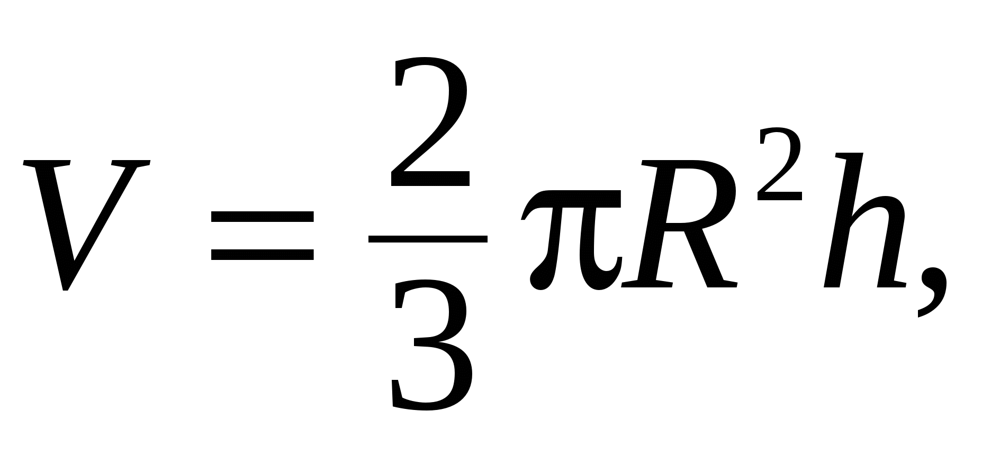 V = 2/3 πR²h,